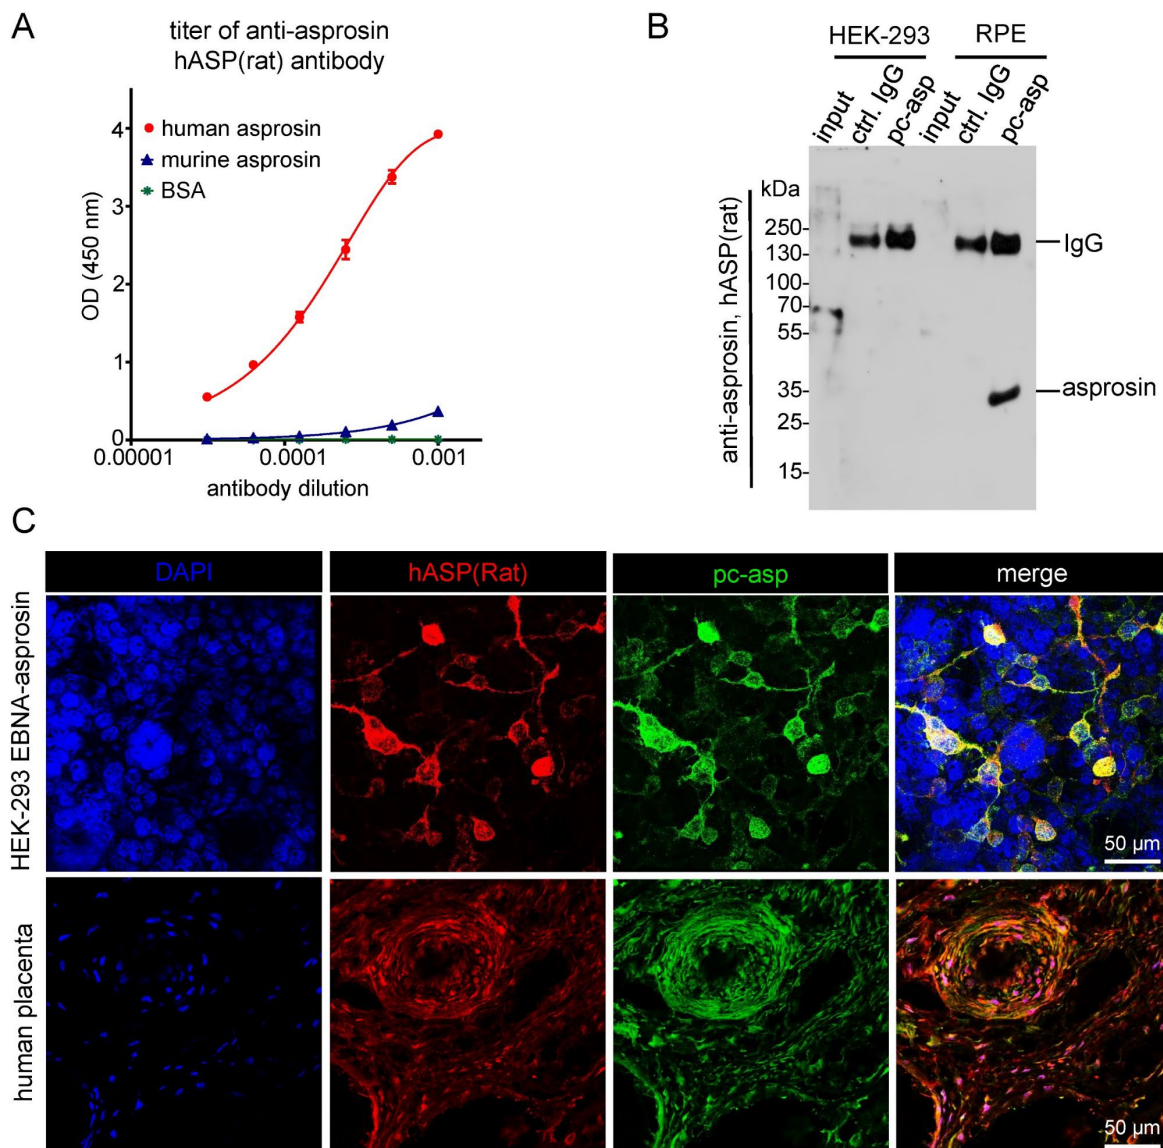 A
titer of anti-asprosin
hASP(rat) antibody
human asprosin
murine asprosin
BSA
OD (450 nm)
4
3
2
1
0
0.00001
0.0001
0.001
antibody dilution
B
HEK-293
RPE
input
ctrl. IgG
pc-asp
input
ctrl. IgG
pc-asp
anti-asprosin, hASP(rat)
kDa
250
130
100
70
55
35
25
15
IgG
asprosin
C
DAPI
hASP(Rat)
pc-asp
merge
HEK-293 EBNA-asprosin
50 µm
human placenta
50 µm